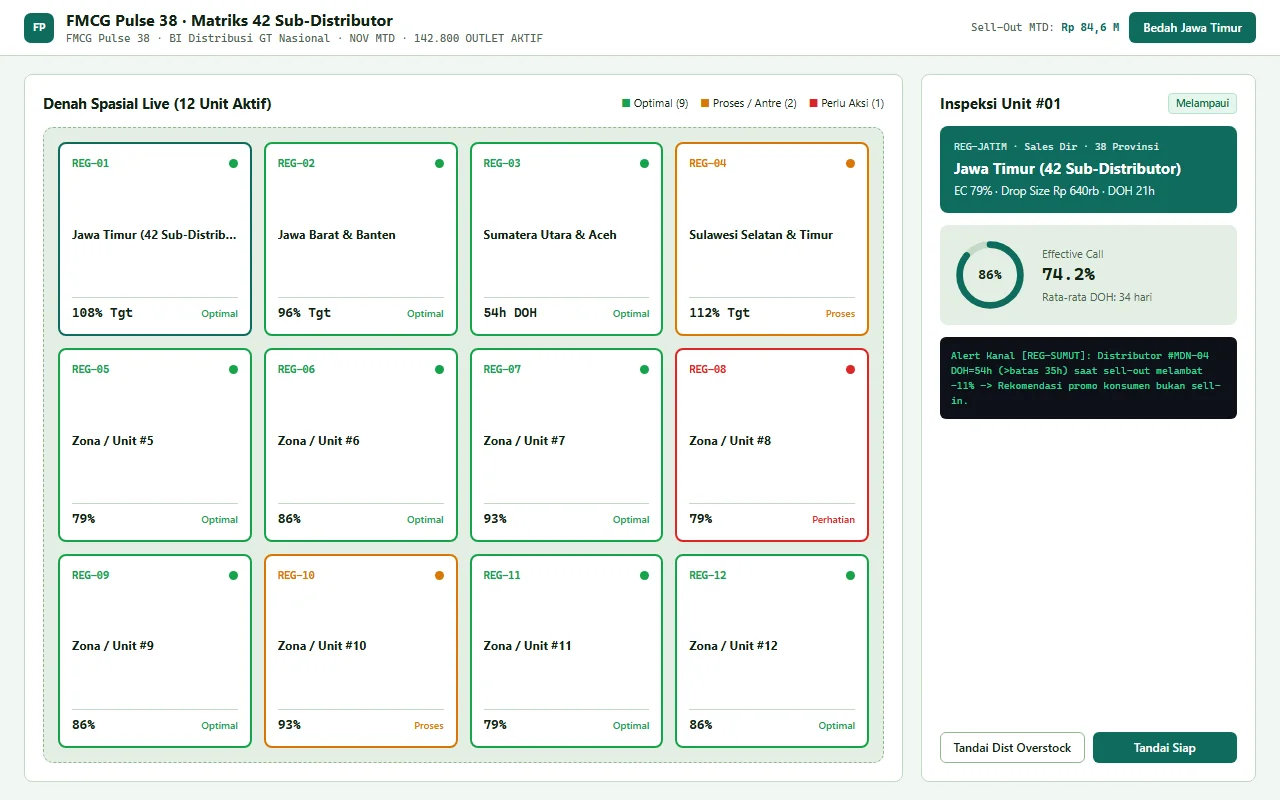 FP
FMCG Pulse 38 · Matriks 42 Sub-Distributor
FMCG Pulse 38 · BI Distribusi GT Nasional · NOV MTD · 142.800 OUTLET AKTIF
Sell-Out MTD: Rp 84,6 M
Bedah Jawa Timur
Denah Spasial Live (12 Unit Aktif)
Optimal (9)
Proses / Antre (2)
Perlu Aksi (1)
REG-01
Jawa Timur (42 Sub-Distrib...
108% Tgt
Optimal
REG-02
Jawa Barat & Banten
96% Tgt
Optimal
REG-03
Sumatera Utara & Aceh
54h DOH
Optimal
REG-04
Sulawesi Selatan & Timur
112% Tgt
Proses
REG-05
Zona / Unit #5
79%
Optimal
REG-06
Zona / Unit #6
86%
Optimal
REG-07
Zona / Unit #7
93%
Optimal
REG-08
Zona / Unit #8
79%
Perhatian
REG-09
Zona / Unit #9
86%
Optimal
REG-10
Zona / Unit #10
93%
Proses
REG-11
Zona / Unit #11
79%
Optimal
REG-12
Zona / Unit #12
86%
Optimal
Inspeksi Unit #01
Melampaui
REG-JATIM · Sales Dir · 38 Provinsi
Jawa Timur (42 Sub-Distributor)
EC 79% · Drop Size Rp 640rb · DOH 21h
86%
Effective Call
74.2%
Rata-rata DOH: 34 hari
Alert Kanal [REG-SUMUT]: Distributor #MDN-04
DOH=54h (>batas 35h) saat sell-out melambat
-11% -> Rekomendasi promo konsumen bukan sell-
in.
Tandai Dist Overstock
Tandai Siap